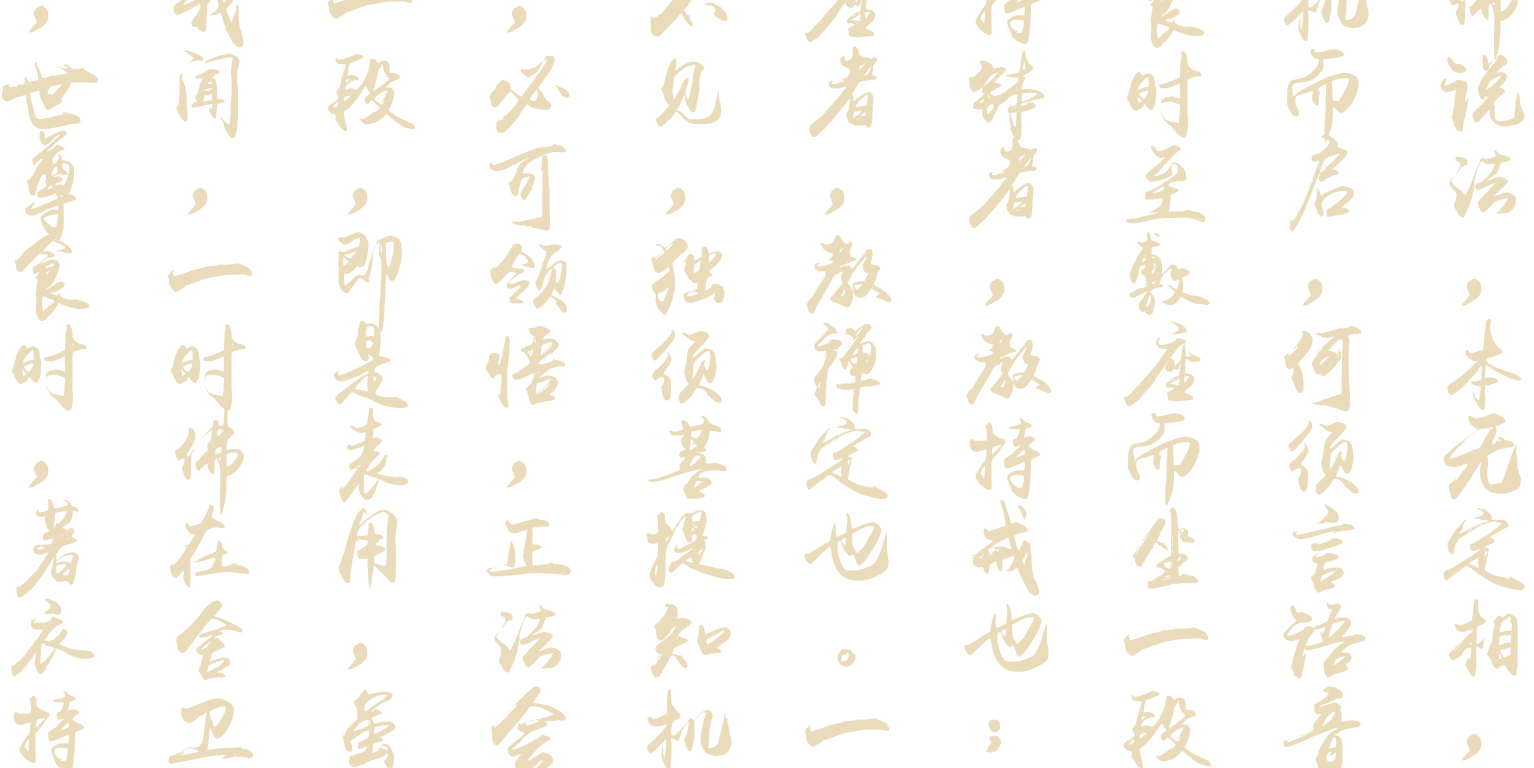 佛说法，本无定相，
机而启，何须言语音
食时至敷座而坐一段
持钵者，教持戒也；
座者，教禅定也。一
见，独须菩提知机
，必可领悟，正法会
一段，即是表用，虽
我闻，一时佛在舍卫
，世尊食时，著衣持